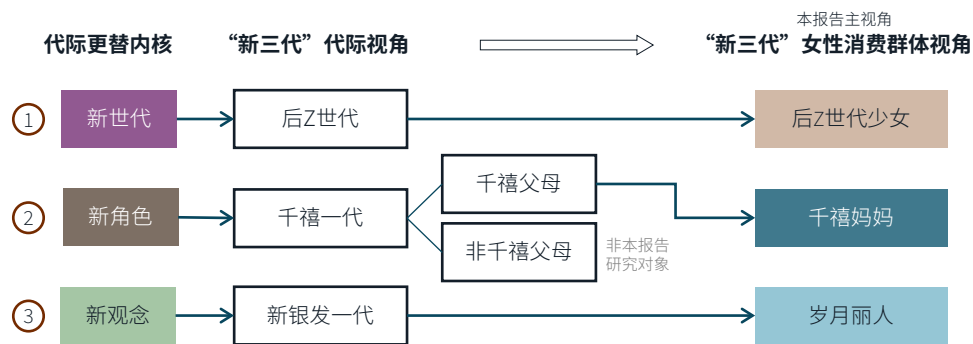 本报告主视角
代际更替内核
“新三代”代际视角
“新三代”女性消费群体视角
1
新世代
后Z世代
后Z世代少女
2
新角色
千禧一代
千禧父母
非千禧父母
非本报告
研究对象
千禧妈妈
3
新观念
新银发一代
岁月丽人